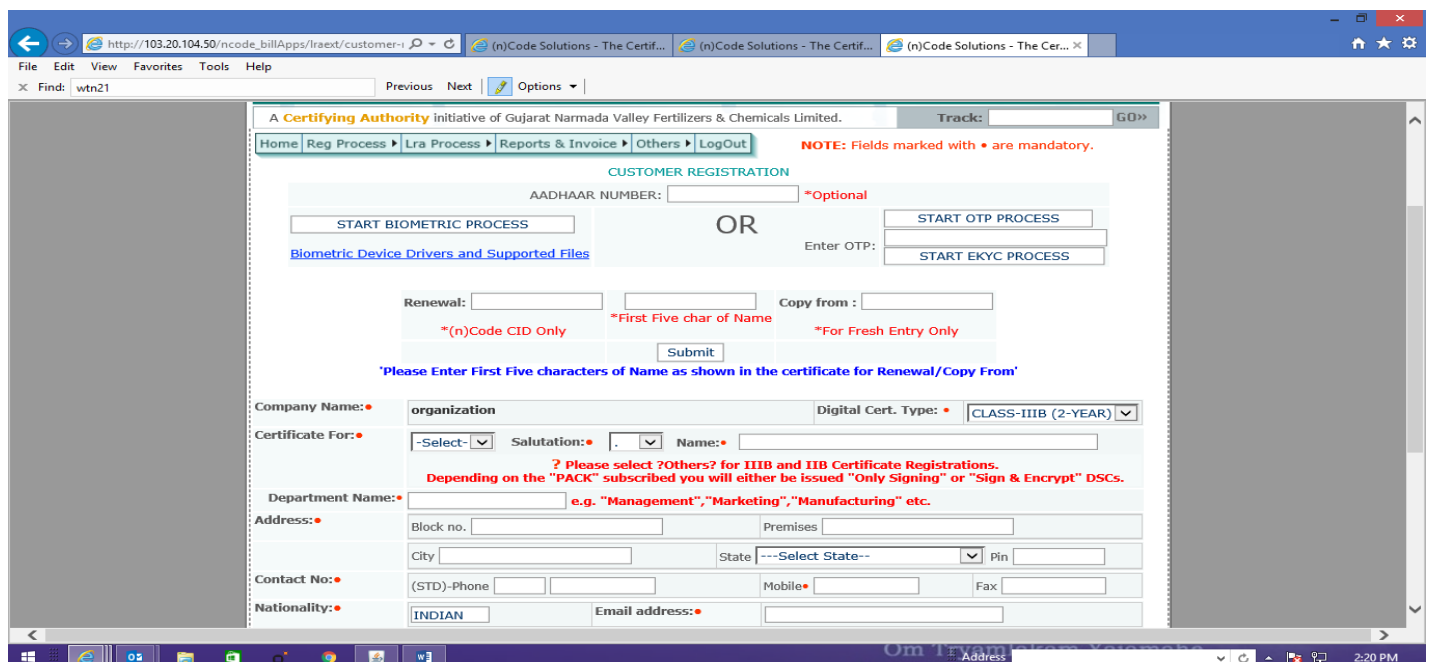 http://103.20.104.50/ncode_billApps/lraext/customer-
(n)Code Solutions - The Certif...
(n)Code Solutions - The Certif...
(n)Code Solutions - The Cer...
File Edit View Favorites Tools Help
Find: wtn21 Previous Next Options
A Certifying Authority initiative of Gujarat Narmada Valley Fertilizers & Chemicals Limited. Track: GO»
Home Reg Process Lra Process Reports & Invoice Others LogOut NOTE: Fields marked with • are mandatory.
CUSTOMER REGISTRATION
AADHAAR NUMBER: *Optional
START BIOMETRIC PROCESS OR START OTP PROCESS
Enter OTP:
Biometric Device Drivers and Supported Files START EKYC PROCESS
Renewal: Copy from :
*(n)Code CID Only *First Five char of Name *For Fresh Entry Only
Submit
'Please Enter First Five characters of Name as shown in the certificate for Renewal/Copy From'
Company Name:• organization Digital Cert. Type: • CLASS-IIIB (2-YEAR)
Certificate For:• -Select- Salutation:• . Name:•
? Please select ?Others? for IIIB and IIB Certificate Registrations.
Depending on the "PACK" subscribed you will either be issued "Only Signing" or "Sign & Encrypt" DSCs.
Department Name:• e.g. "Management","Marketing","Manufacturing" etc.
Address:• Block no. Premises
City State ---Select State-- Pin
Contact No:• (STD)-Phone Mobile• Fax
Nationality:• INDIAN Email address:•
Address 2:20 PM